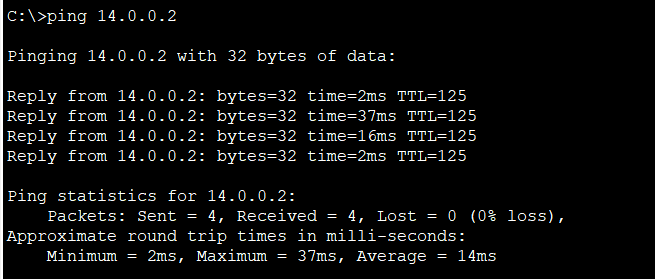 C:\>ping 14.0.0.2
Pinging 14.0.0.2 with 32 bytes of data:
Reply from 14.0.0.2: bytes=32 time=2ms TTL=125
Reply from 14.0.0.2: bytes=32 time=37ms TTL=125
Reply from 14.0.0.2: bytes=32 time=16ms TTL=125
Reply from 14.0.0.2: bytes=32 time=2ms TTL=125
Ping statistics for 14.0.0.2:
    Packets: Sent = 4, Received = 4, Lost = 0 (0% loss),
Approximate round trip times in milli-seconds:
    Minimum = 2ms, Maximum = 37ms, Average = 14ms